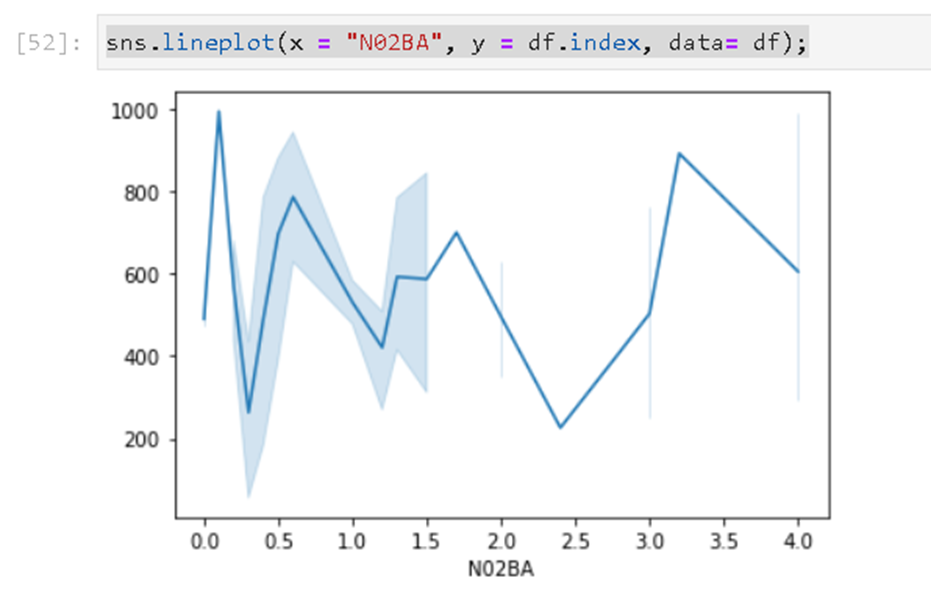 [52]: sns.lineplot(x = "N02BA", y = df.index, data= df);
1000
800
600
400
200
0.0 0.5 1.0 1.5 2.0 2.5 3.0 3.5 4.0
N02BA